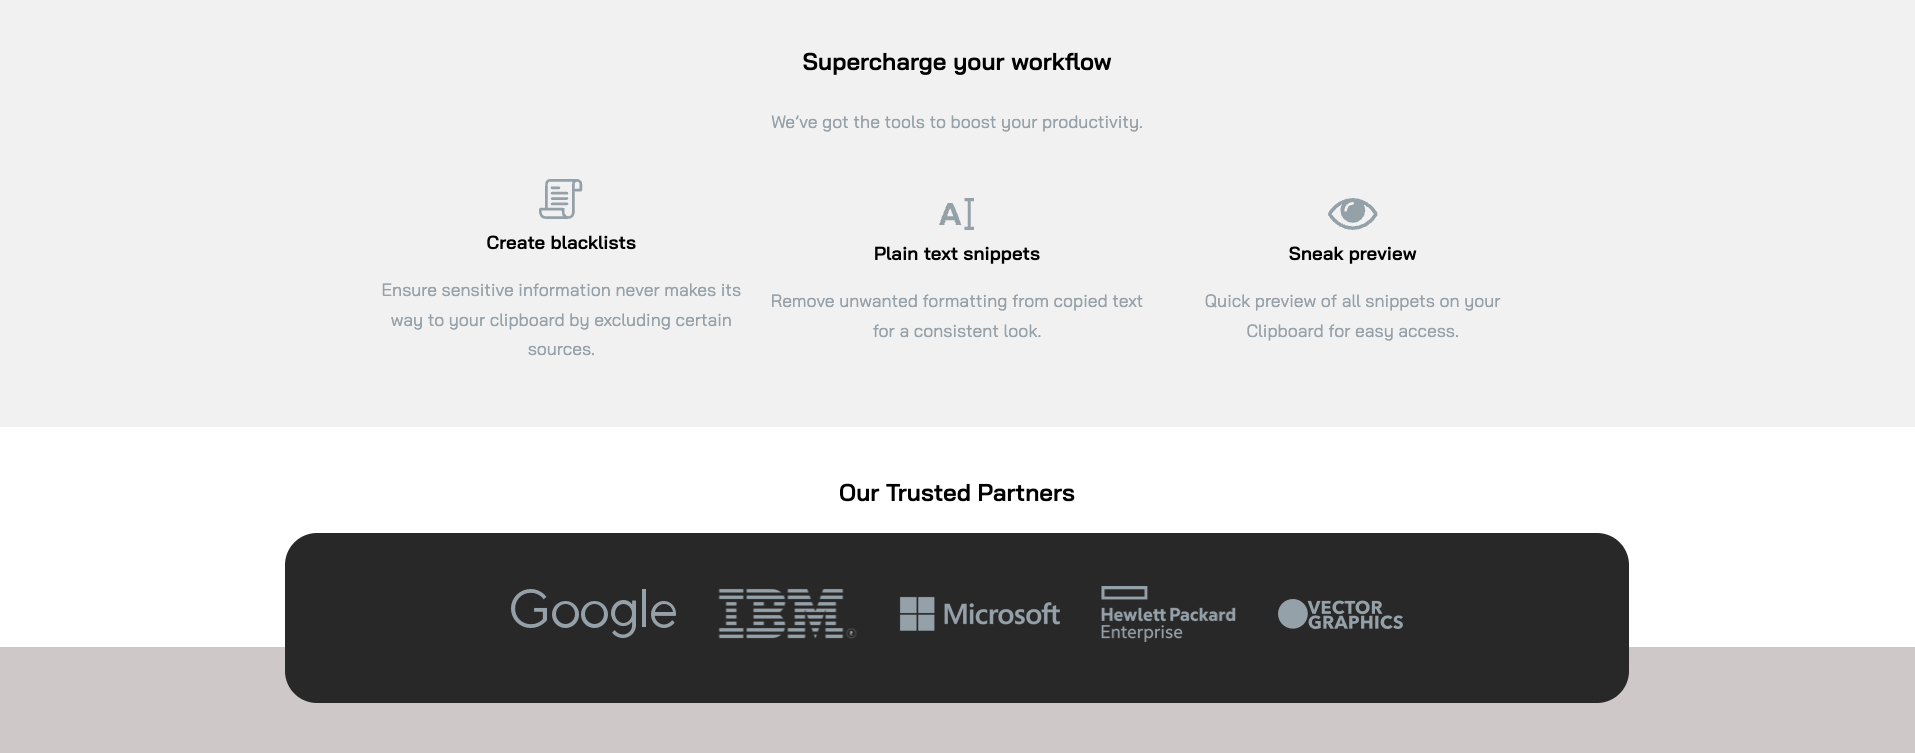 Supercharge your workflow
We've got the tools to boost your productivity.
Create blacklists
Ensure sensitive information never makes its
way to your clipboard by excluding certain
sources.
A
Plain text snippets
Remove unwanted formatting from copied text
for a consistent look.
Sneak preview
Quick preview of all snippets on your
Clipboard for easy access.
Our Trusted Partners
Google
IBM®
Microsoft
Hewlett Packard
Enterprise
VECTOR
GRAPHICS